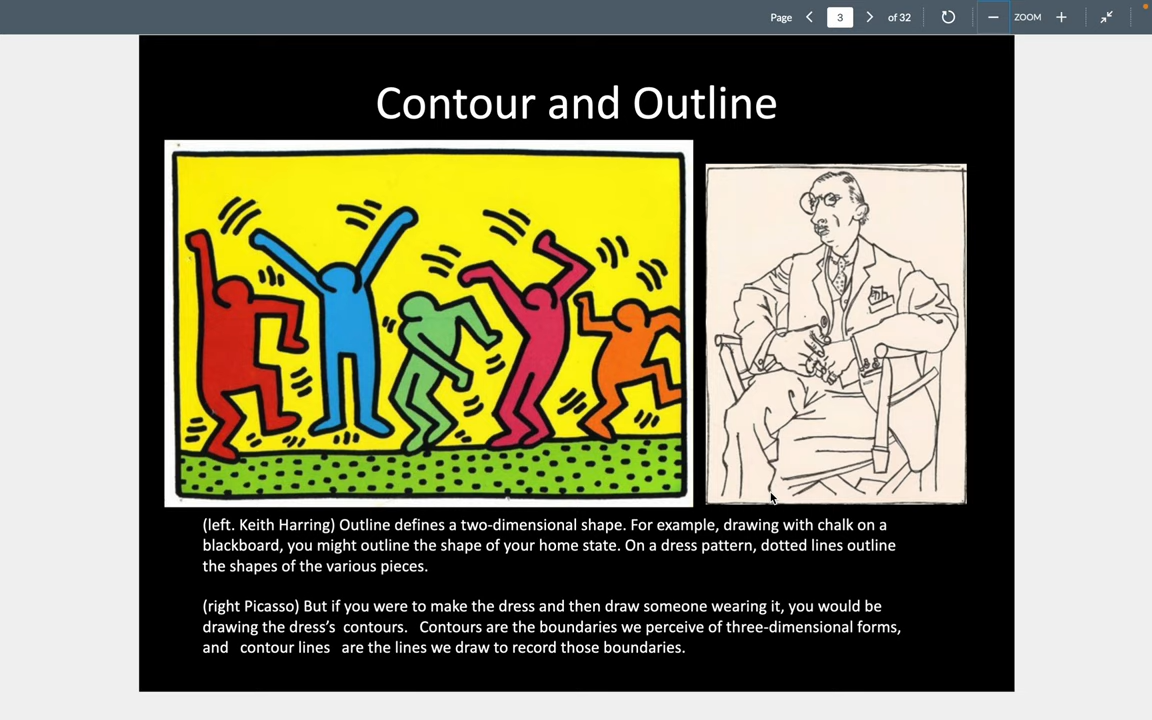 Page 3 of 32 ZOOM
Contour and Outline
(left. Keith Harring) Outline defines a two-dimensional shape. For example, drawing with chalk on a
blackboard, you might outline the shape of your home state. On a dress pattern, dotted lines outline
the shapes of the various pieces.
(right Picasso) But if you were to make the dress and then draw someone wearing it, you would be
drawing the dress’s contours. Contours are the boundaries we perceive of three-dimensional forms,
and contour lines are the lines we draw to record those boundaries.